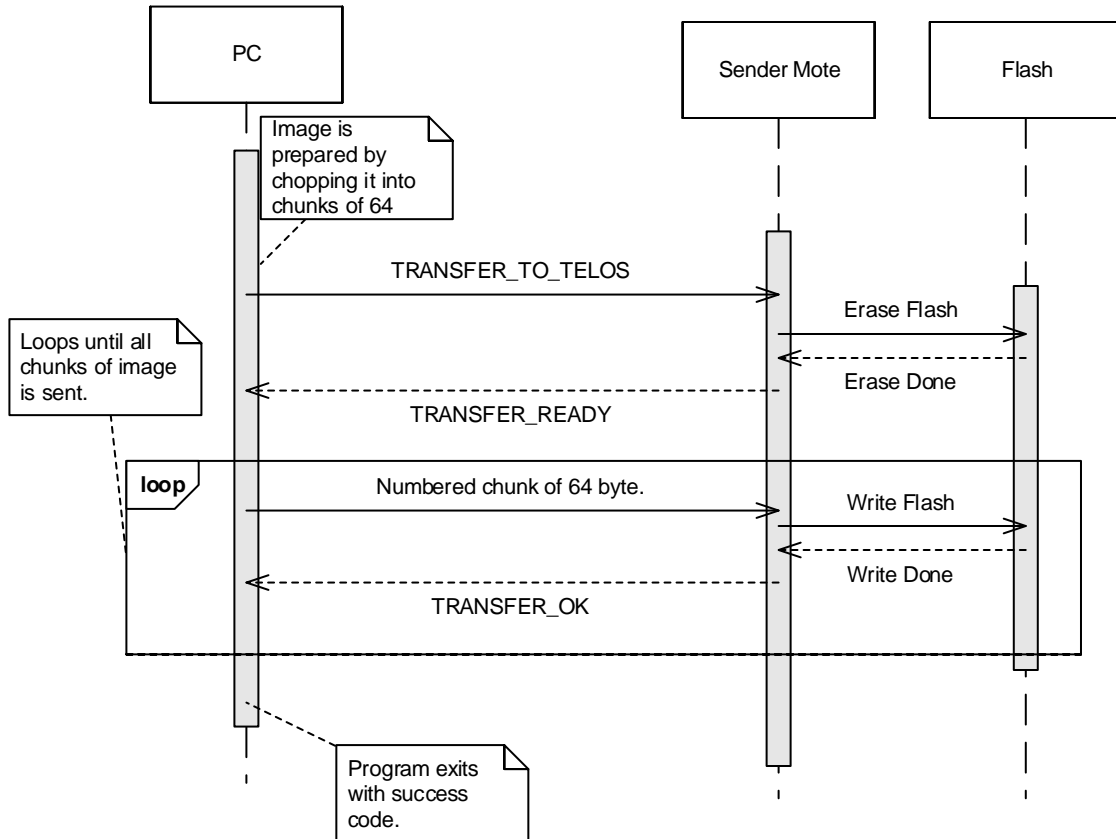 PC
Sender Mote
Flash
Image is
prepared by
chopping it into
chunks of 64
TRANSFER_TO_TELOS
Erase Flash
Loops until all
chunks of image
is sent.
Erase Done
TRANSFER_READY
loop
Numbered chunk of 64 byte.
Write Flash
Write Done
TRANSFER_OK
Program exits
with success
code.